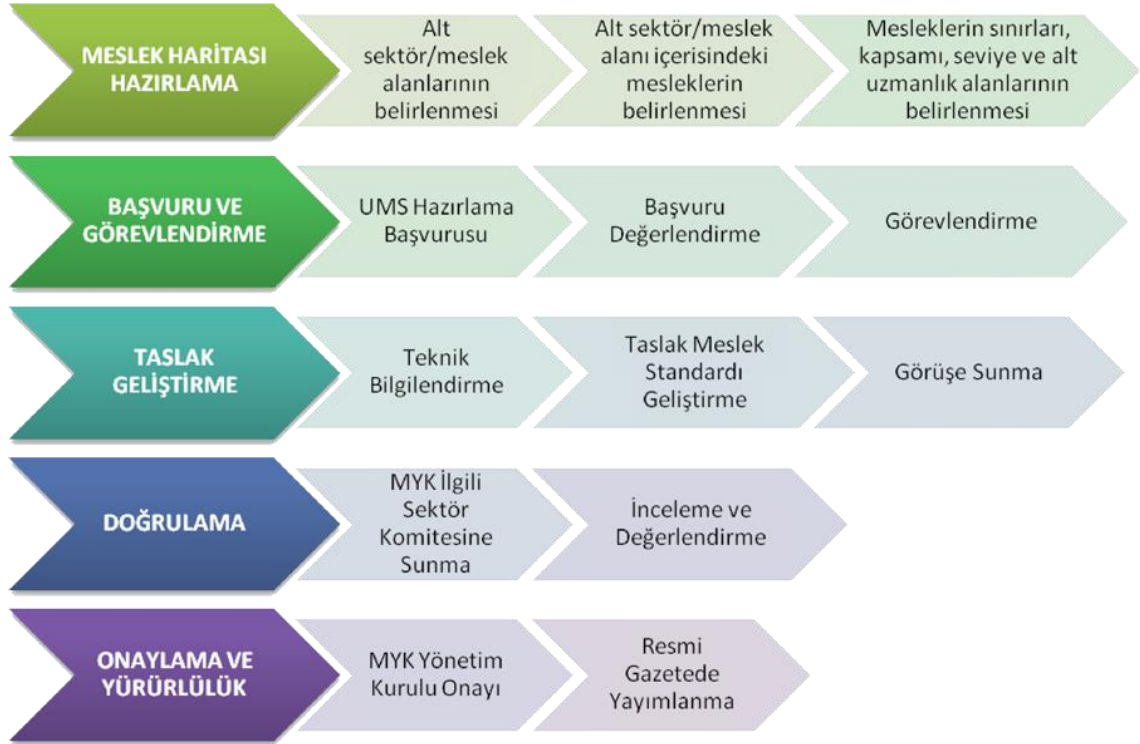 MESLEK HARİTASI
HAZIRLAMA
Alt
sektör/meslek
alanlarının
belirlenmesi
Alt sektör/meslek
alanı içerisindeki
mesleklerin
belirlenmesi
Mesleklerin sınırları,
kapsamı, seviye ve alt
uzmanlık alanlarının
belirlenmesi
BAŞVURU VE
GÖREVLENDİRME
UMS Hazırlama
Başvurusu
Başvuru
Değerlendirme
Görevlendirme
TASLAK
GELİŞTİRME
Teknik
Bilgilendirme
Taslak Meslek
Standardı
Geliştirme
Görüşe Sunma
DOĞRULAMA
MYK İlgili
Sektör
Komitesine
Sunma
İnceleme ve
Değerlendirme
ONAYLAMA VE
YÜRÜRLÜLÜK
MYK Yönetim
Kurulu Onayı
Resmi
Gazetede
Yayımlanma